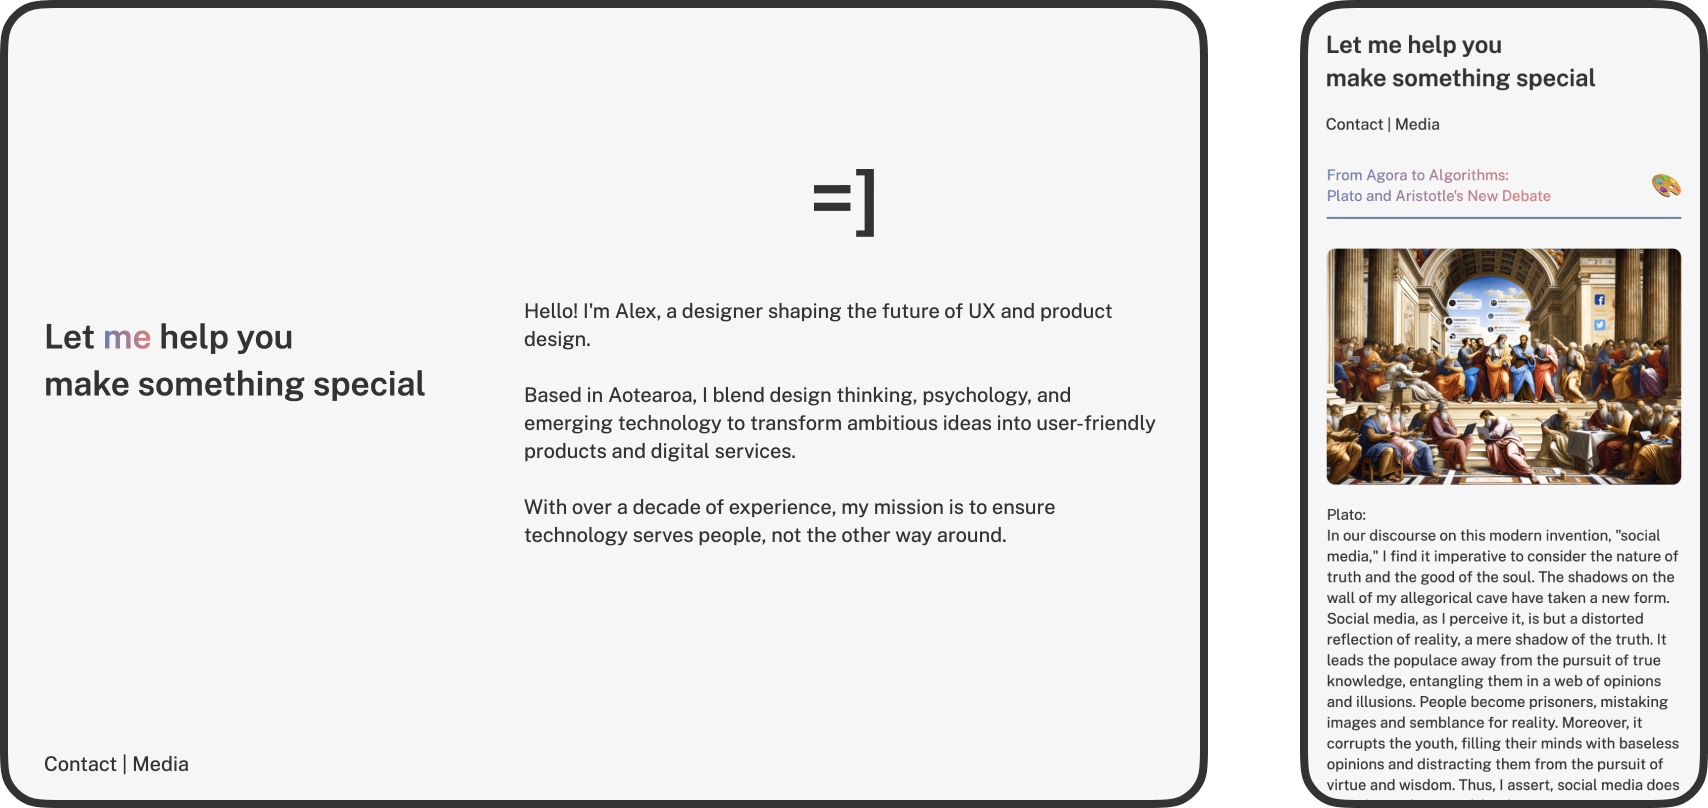 =]
Let me help you
make something special
Hello! I'm Alex, a designer shaping the future of UX and product
design.
Based in Aotearoa, I blend design thinking, psychology, and
emerging technology to transform ambitious ideas into user-friendly
products and digital services.
With over a decade of experience, my mission is to ensure
technology serves people, not the other way around.
Contact | Media
Let me help you
make something special
Contact | Media
From Agora to Algorithms:
Plato and Aristotle's New Debate
Plato:
In our discourse on this modern invention, "social
media," I find it imperative to consider the nature of
truth and the good of the soul. The shadows on the
wall of my allegorical cave have taken a new form.
Social media, as I perceive it, is but a distorted
reflection of reality, a mere shadow of the truth. It
leads the populace away from the pursuit of true
knowledge, entangling them in a web of opinions
and illusions. People become prisoners, mistaking
images and semblance for reality. Moreover, it
corrupts the youth, filling their minds with baseless
opinions and distracting them from the pursuit of
virtue and wisdom. Thus, I assert, social media does